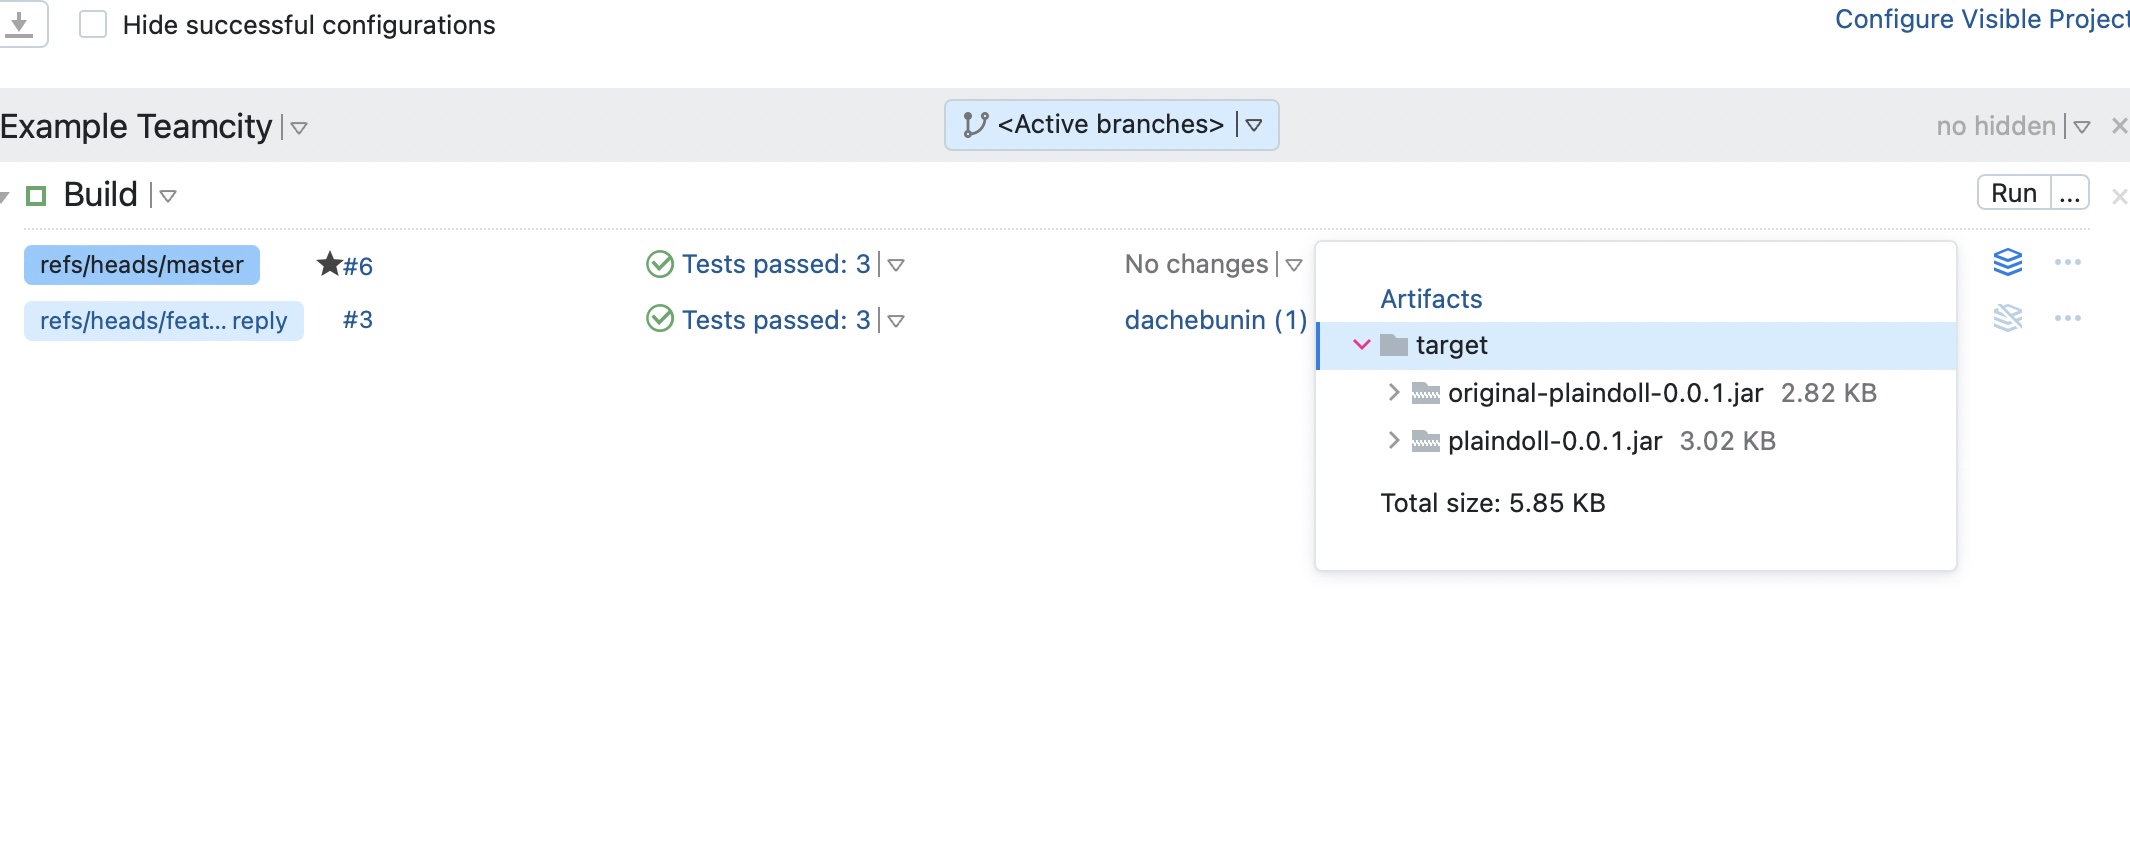 Hide successful configurations
Configure Visible Project
Example Teamcity
<Active branches>
no hidden
Build
Run ...
refs/heads/master #6 Tests passed: 3 No changes
refs/heads/feat... reply #3 Tests passed: 3 dachebunin (1)
Artifacts
target
original-plaindoll-0.0.1.jar 2.82 KB
plaindoll-0.0.1.jar 3.02 KB
Total size: 5.85 KB